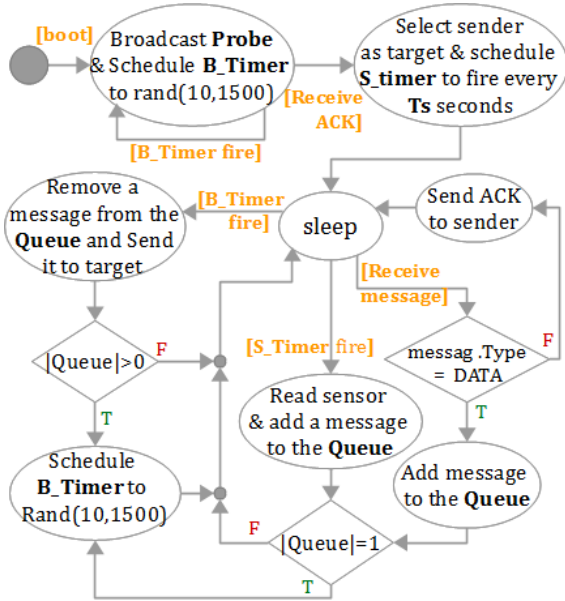 [boot]
Broadcast Probe
& Schedule B_Timer
to rand(10,1500)
[B_Timer fire]
[Receive
ACK]
Select sender
as target & schedule
S_timer to fire every
Ts seconds
Remove a
message from the
Queue and Send
it to target
[B_Timer
fire]
sleep
Send ACK
to sender
[Receive
message]
|Queue|>0
F
T
[S_Timer fire]
messag .Type
= DATA
F
T
Read sensor
& add a message
to the Queue
Schedule
B_Timer to
Rand(10,1500)
Add message
to the Queue
|Queue|=1
F
T